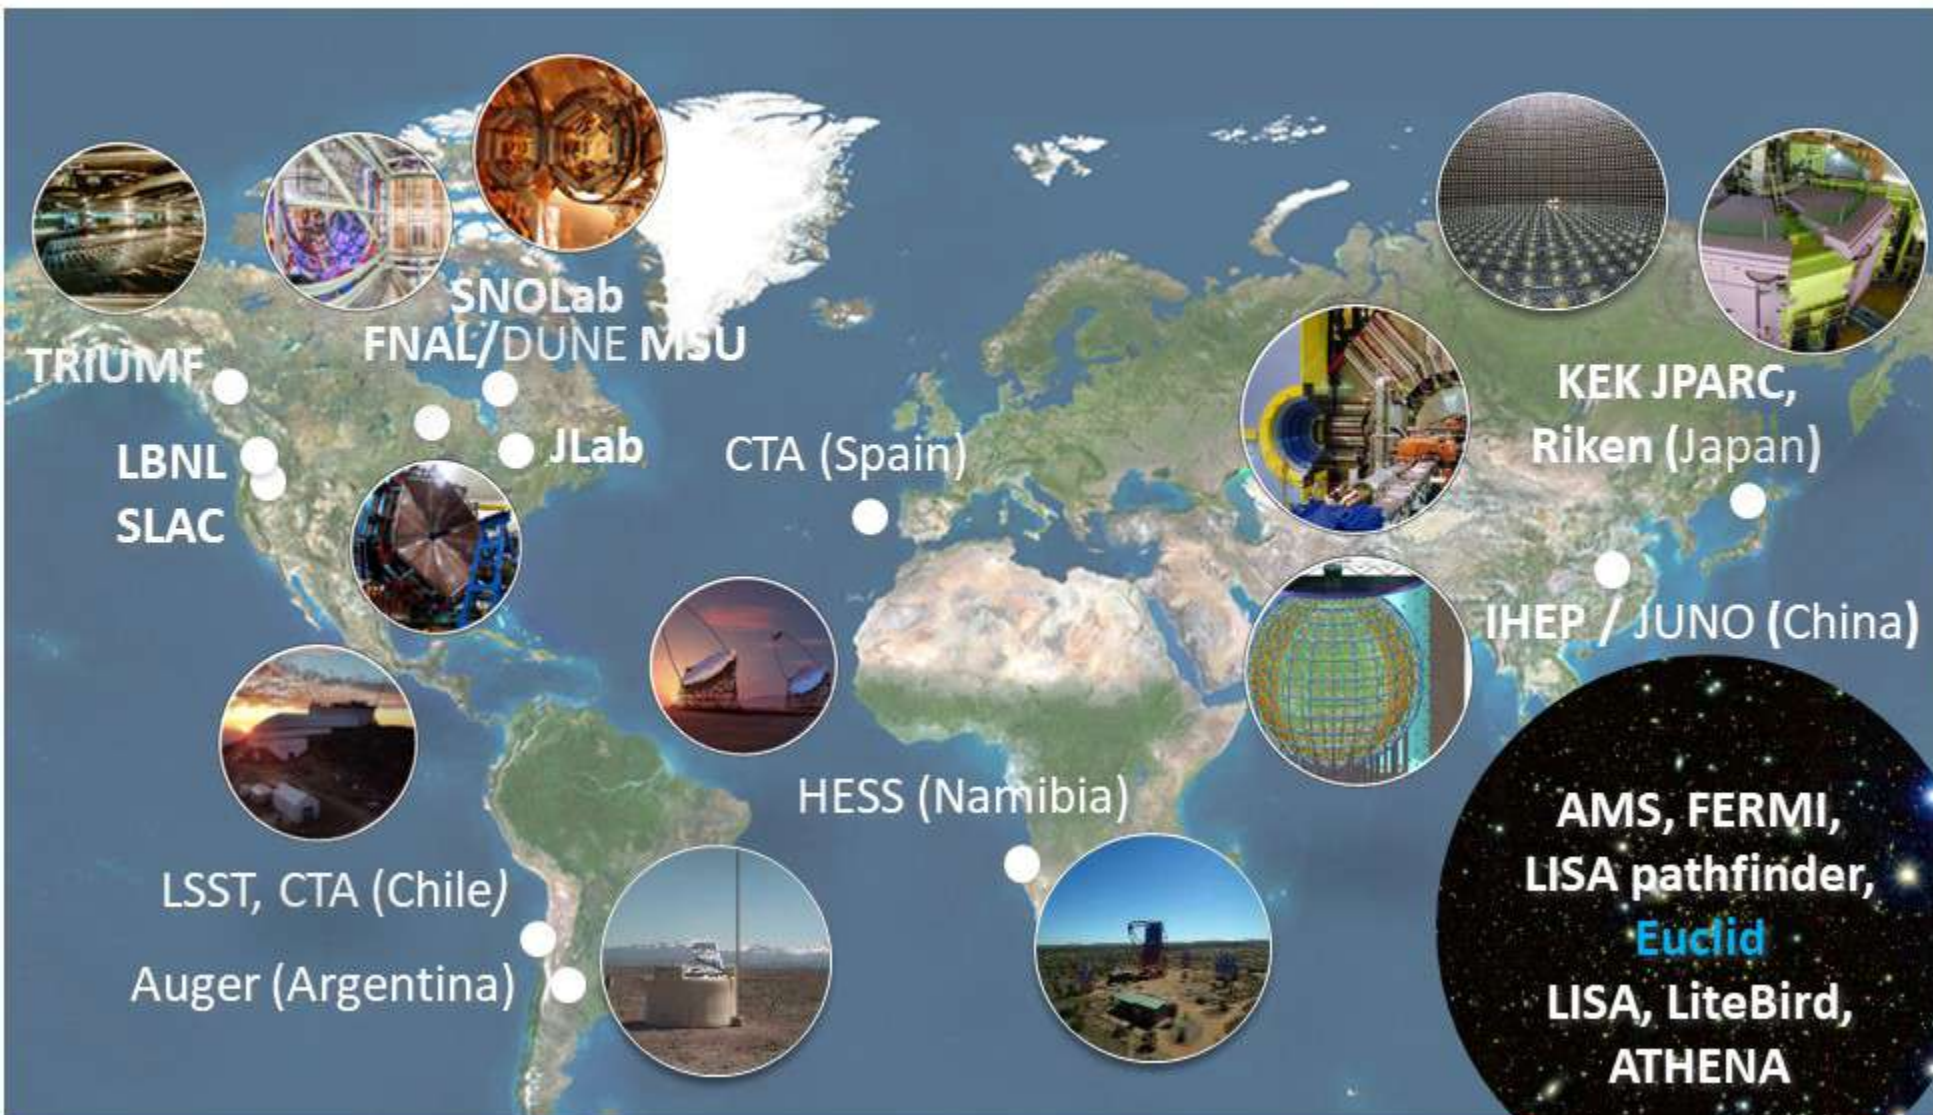 SNOLab
FNAL/DUNE MSU
TRIUMF
LBNL
SLAC
JLab
CTA (Spain)
KEK JPARC,
Riken (Japan)
IHEP / JUNO (China)
HESS (Namibia)
LSST, CTA (Chile)
Auger (Argentina)
AMS, FERMI,
LISA pathfinder,
Euclid
LISA, LiteBird,
ATHENA